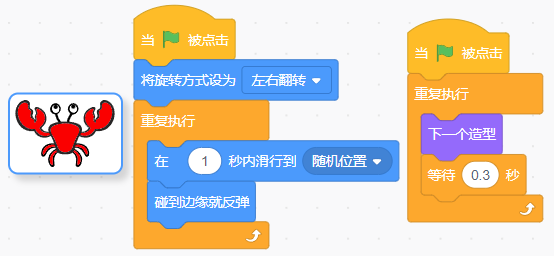 当 被点击
将旋转方式设为 左右翻转
重复执行
在 1 秒内滑行到 随机位置
碰到边缘就反弹
当 被点击
重复执行
下一个造型
等待 0.3 秒